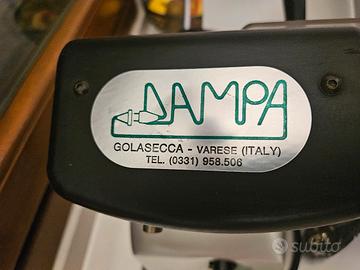 DAMPA
GOLASECCA - VARESE (ITALY)
TEL. (0331) 958.506
subito